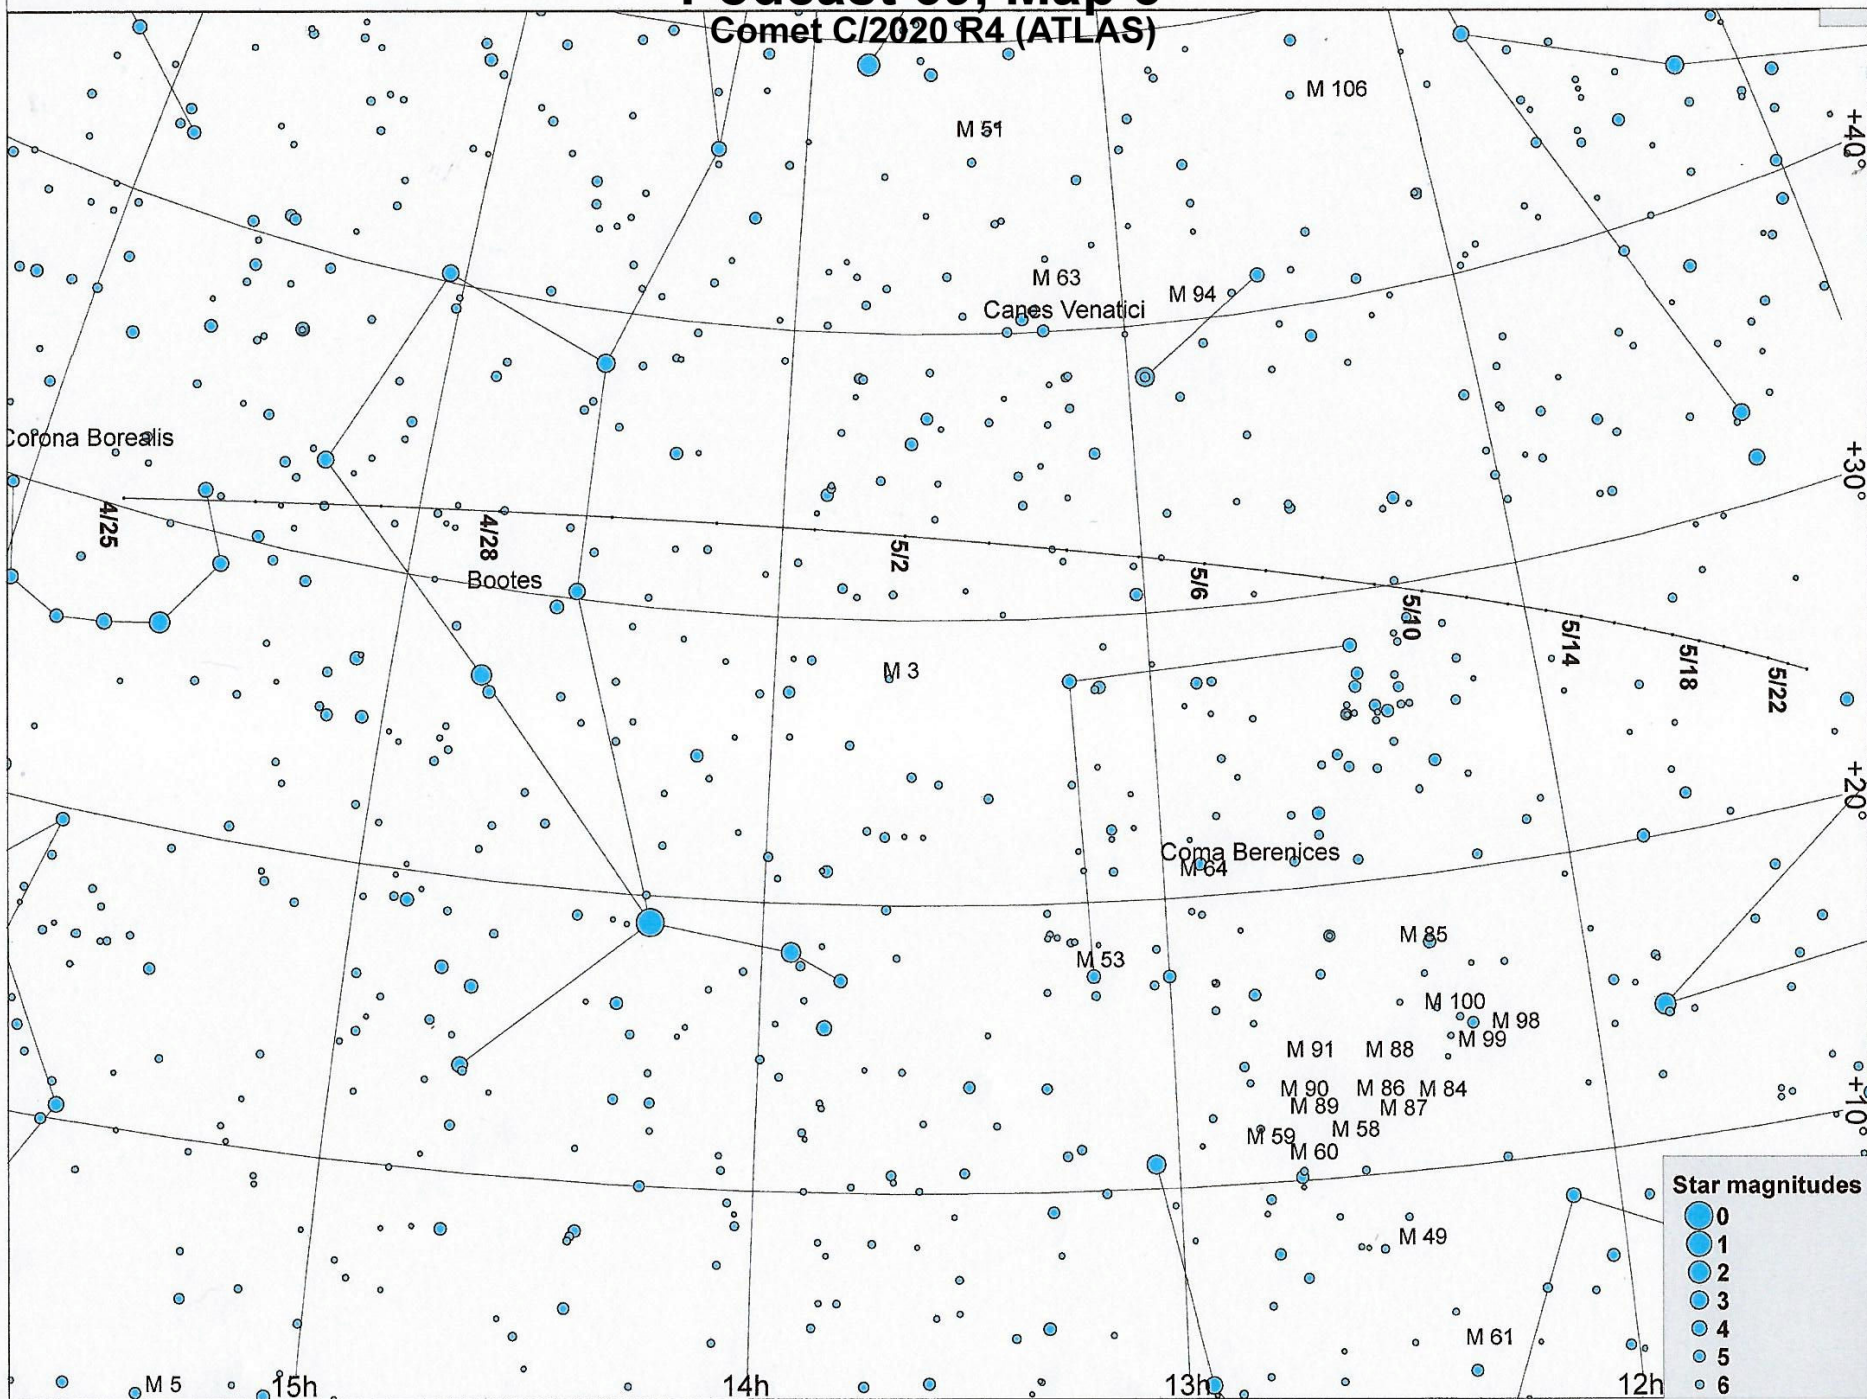 Podcast Map
Comet C/2020 R4 (ATLAS)
M 106
M 51
+40°
M 63
M 94
Canes Venatici
Corona Borealis
+30°
4/25
4/28
5/2
5/6
5/10
5/14
5/18
5/22
Bootes
M 3
+20°
Coma Berenices
M 64
M 85
M 53
M 100
M 98
M 99
M 91
M 88
M 90
M 86
M 84
M 89
M 87
+10°
M 59
M 58
M 60
Star magnitudes
0
1
2
3
4
5
6
M 49
M 61
M 5
15h
14h
13h
12h